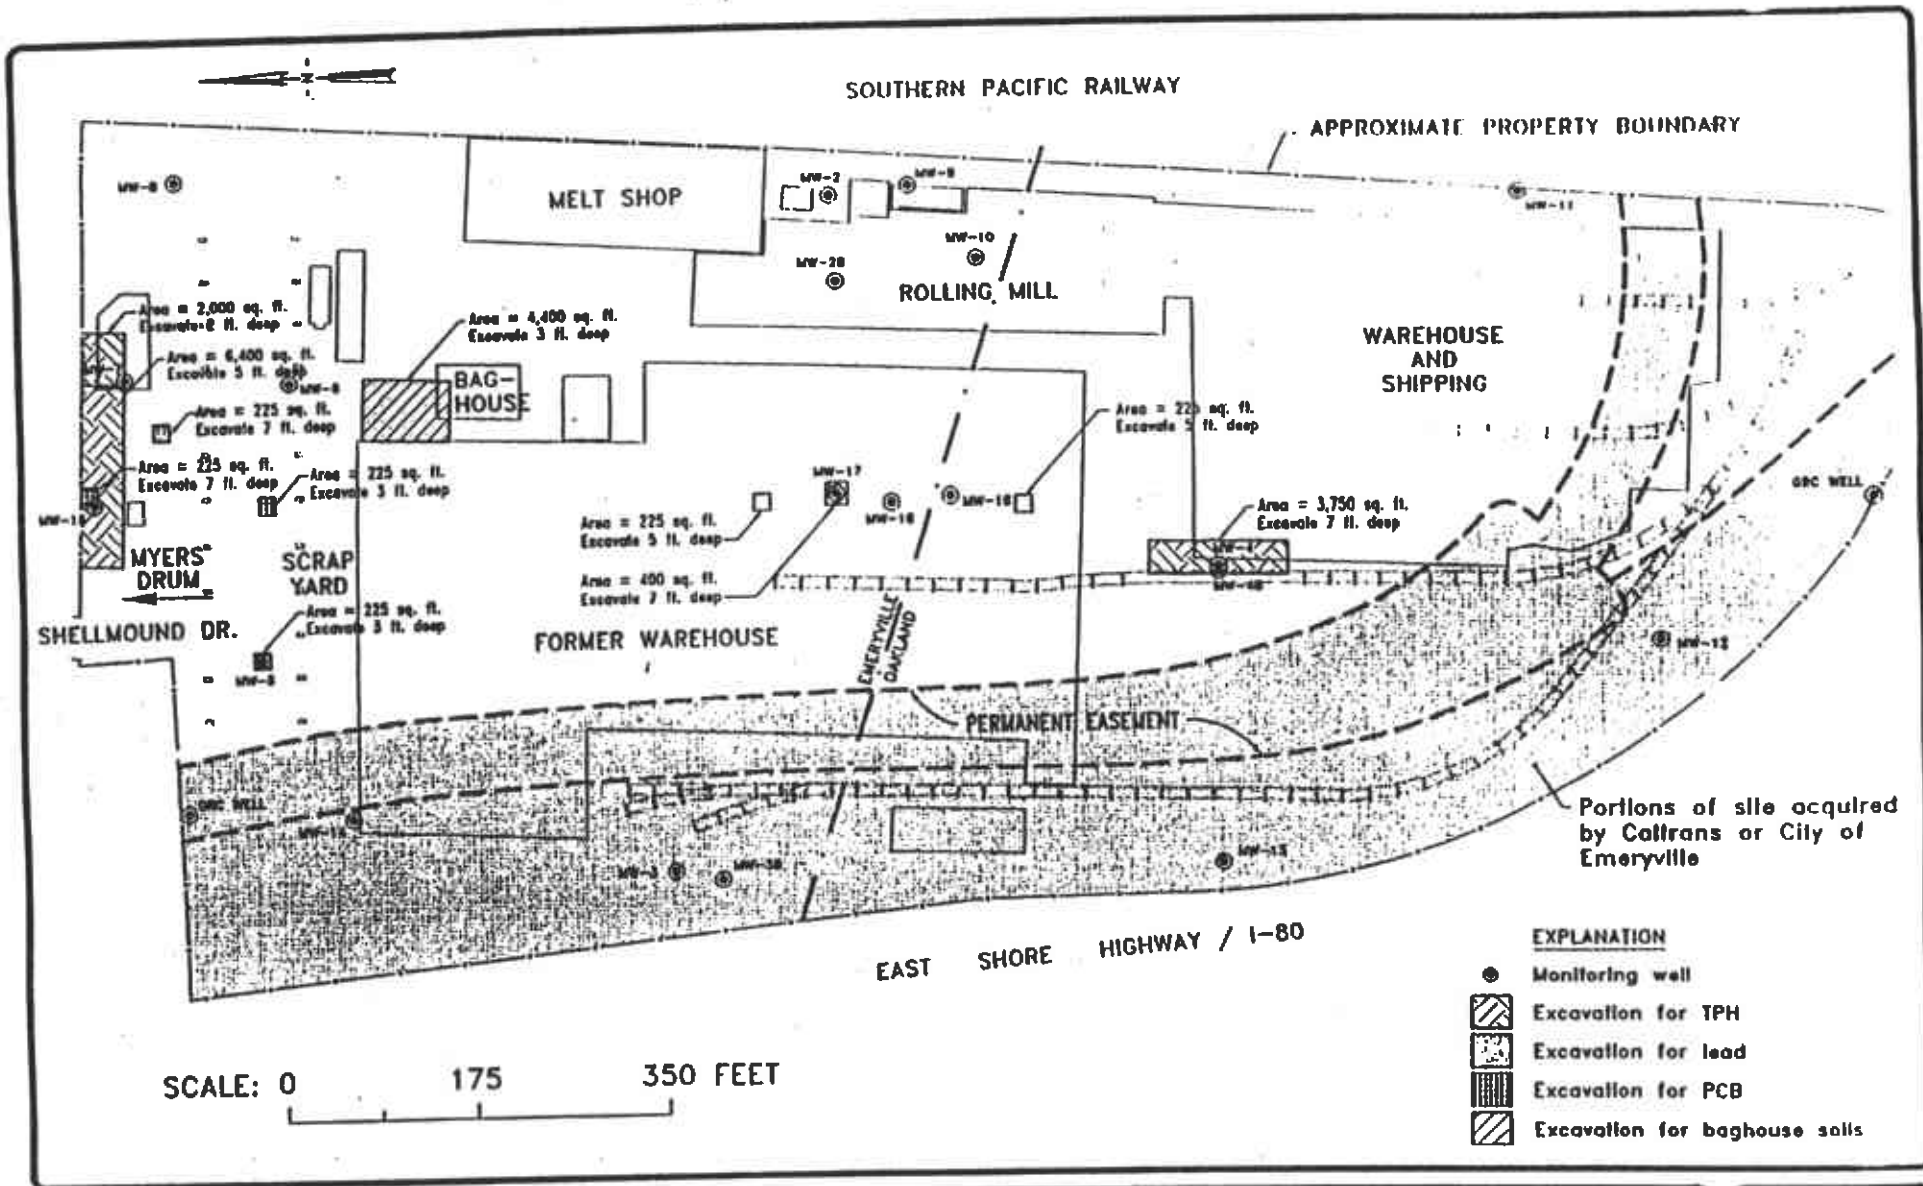 N
SOUTHERN PACIFIC RAILWAY
APPROXIMATE PROPERTY BOUNDARY
MW-2
MW-9
MW-11
MELT SHOP
MW-10
MW-2B
ROLLING MILL
Area = 2,000 sq. ft.
Excavate 2 ft. deep
Area = 4,400 sq. ft.
Excavate 3 ft. deep
Area = 6,400 sq. ft.
Excavate 5 ft. deep
WAREHOUSE
AND
SHIPPING
BAG-
HOUSE
Area = 225 sq. ft.
Excavate 7 ft. deep
Area = 225 sq. ft.
Excavate 5 ft. deep
Area = 225 sq. ft.
Excavate 7 ft. deep
Area = 225 sq. ft.
Excavate 3 ft. deep
MW-17
MW-16
GRC WELL
Area = 3,750 sq. ft.
Excavate 7 ft. deep
Area = 225 sq. ft.
Excavate 5 ft. deep
MYERS
DRUM
SCRAP
YARD
Area = 400 sq. ft.
Excavate 7 ft. deep
Area = 225 sq. ft.
Excavate 3 ft. deep
SHELLMOUND DR.
FORMER WAREHOUSE
EMERYVILLE
OAKLAND
MW-12
PERMANENT EASEMENT
GRC WELL
Portions of site acquired
by Caltrans or City of
Emeryville
MW-3
EAST SHORE HIGHWAY / I-80
EXPLANATION
Monitoring well
Excavation for TPH
Excavation for lead
Excavation for PCB
Excavation for baghouse soils
SCALE: 0 175 350 FEET